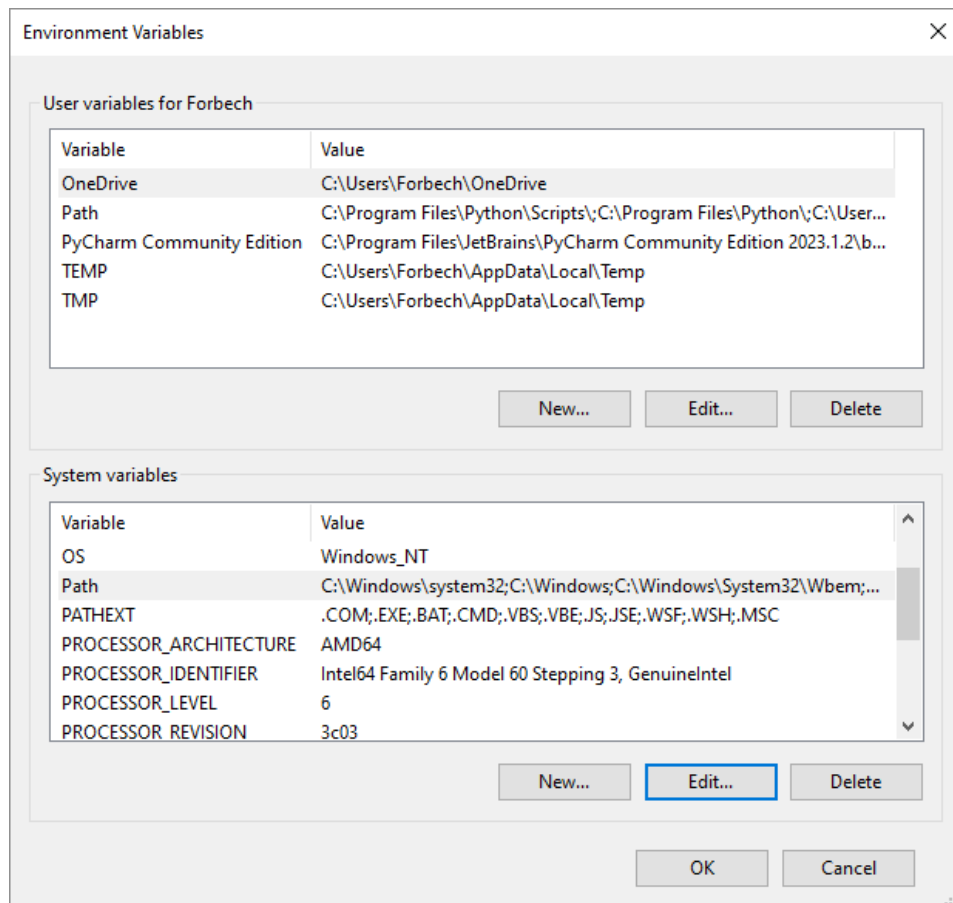 Environment Variables
User variables for Forbech
Variable Value
OneDrive C:\Users\Forbech\OneDrive
Path C:\Program Files\Python\Scripts\;C:\Program Files\Python\;C:\User...
PyCharm Community Edition C:\Program Files\JetBrains\PyCharm Community Edition 2023.1.2\b...
TEMP C:\Users\Forbech\AppData\Local\Temp
TMP C:\Users\Forbech\AppData\Local\Temp
New... Edit... Delete
System variables
Variable Value
OS Windows_NT
Path C:\Windows\system32;C:\Windows;C:\Windows\System32\Wbem;...
PATHEXT .COM;.EXE;.BAT;.CMD;.VBS;.VBE;.JS;.JSE;.WSF;.WSH;.MSC
PROCESSOR_ARCHITECTURE AMD64
PROCESSOR_IDENTIFIER Intel64 Family 6 Model 60 Stepping 3, GenuineIntel
PROCESSOR_LEVEL 6
PROCESSOR_REVISION 3c03
New... Edit... Delete
OK Cancel